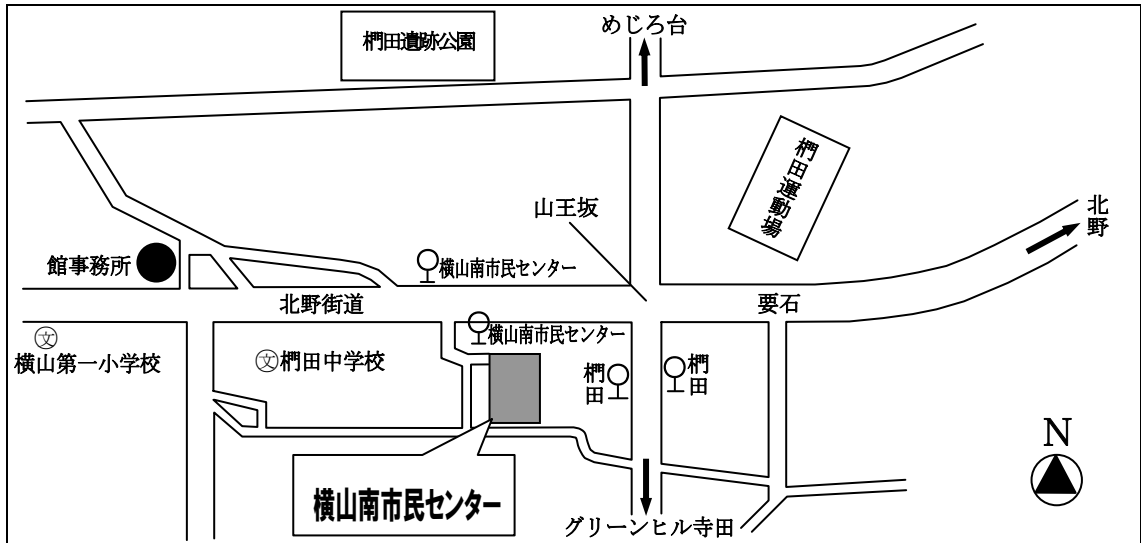 めじろ台
椚田遺跡公園
椚田運動場
北野
山王坂
館事務所
横山南市民センター
北野街道
要石
横山南市民センター
文
横山第一小学校
文椚田中学校
椚田
椚田
横山南市民センター
グリーンヒル寺田
N